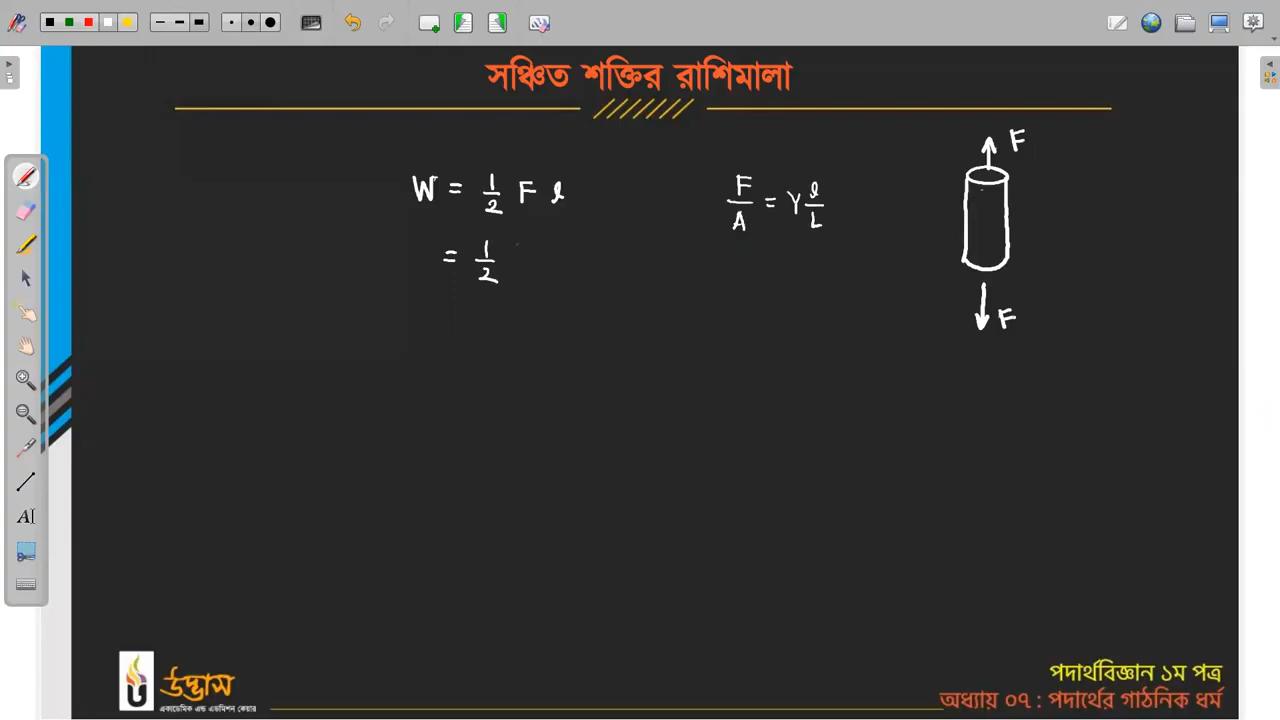 সঞ্চিত শক্তির রাশিমালা
W = 1/2 F l
= 1/2
F/A = Y l/L
F
F
A
উদ্ভাস
একাডেমিক এন্ড এডমিশন কেয়ার
পদার্থবিজ্ঞান ১ম পত্র
অধ্যায় ০৭ : পদার্থের গাঠনিক ধর্ম